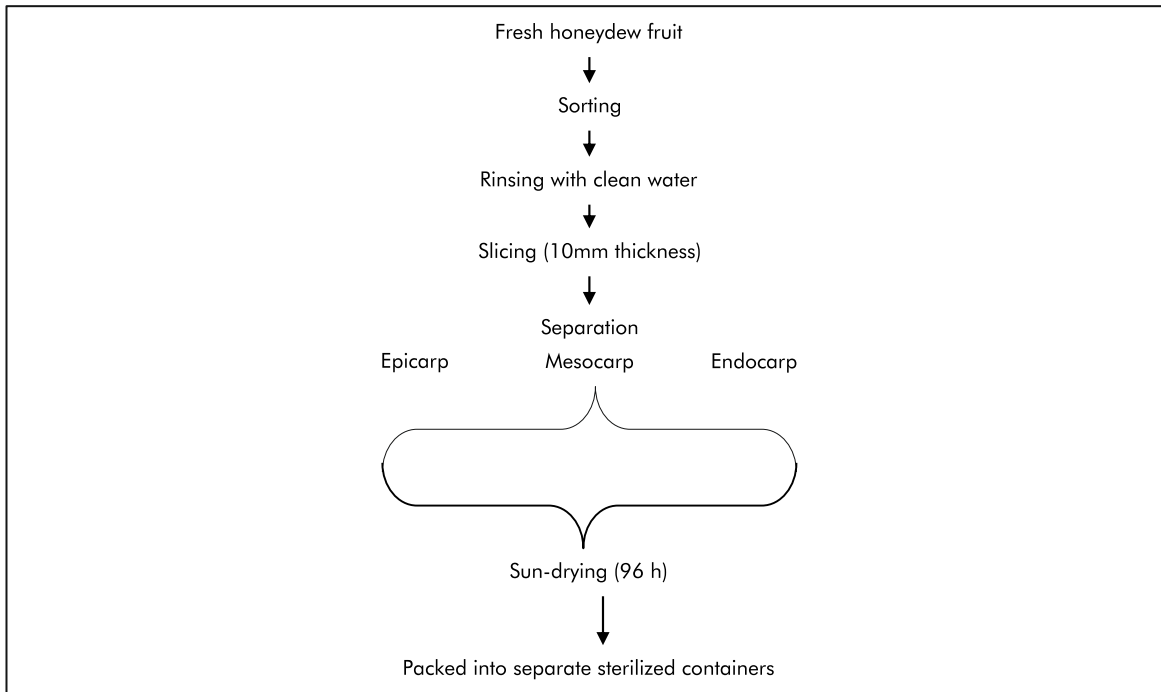 Fresh honeydew fruit
Sorting
Rinsing with clean water
Slicing (10mm thickness)
Separation
Epicarp Mesocarp Endocarp
Sun-drying (96 h)
Packed into separate sterilized containers